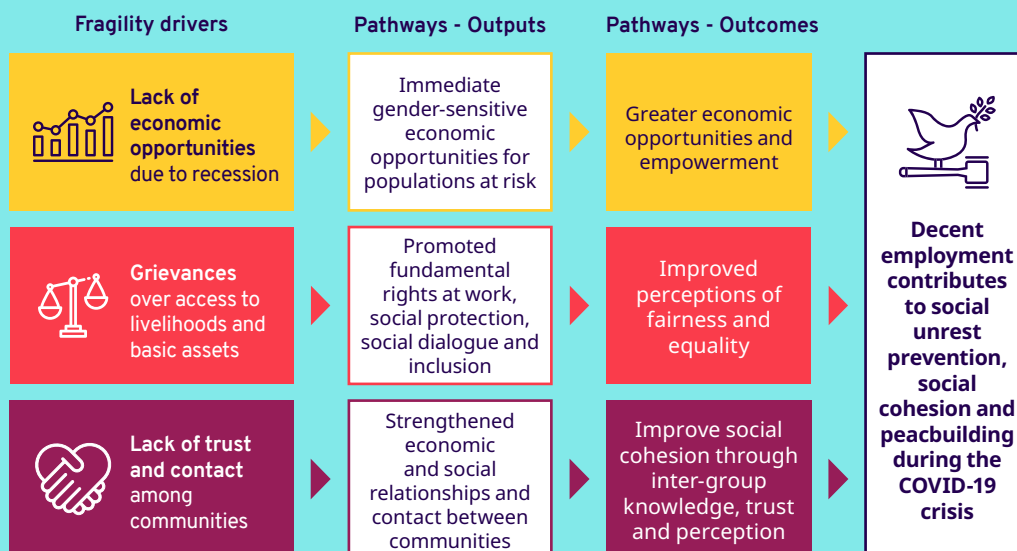 Fragility drivers
Pathways - Outputs
Pathways - Outcomes
Lack of
economic
opportunities
due to recession
Immediate
gender-sensitive
economic
opportunities for
populations at risk
Greater economic
opportunities and
empowerment
Grievances
over access to
livelihoods and
basic assets
Promoted
fundamental
rights at work,
social protection,
social dialogue and
inclusion
Improved
perceptions of
fairness and
equality
Lack of trust
and contact
among
communities
Strengthened
economic
and social
relationships and
contact between
communities
Improve social
cohesion through
inter-group
knowledge, trust
and perception
Decent
employment
contributes
to social
unrest
prevention,
social
cohesion and
peacbuilding
during the
COVID-19
crisis